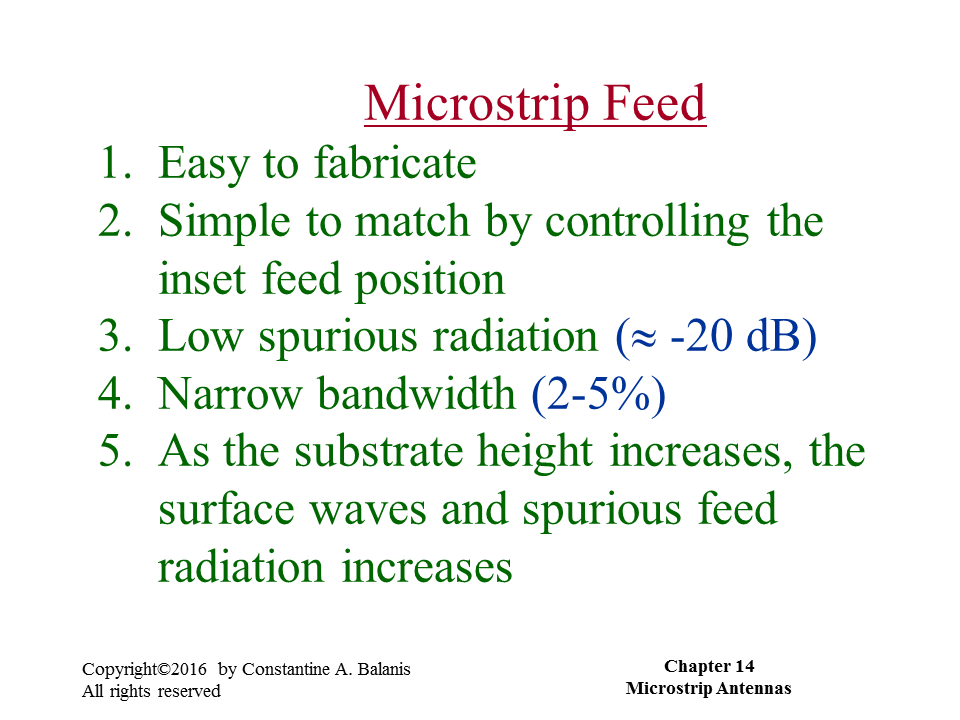 Microstrip Feed
1. Easy to fabricate
2. Simple to match by controlling the
inset feed position
3. Low spurious radiation (≈ -20 dB)
4. Narrow bandwidth (2-5%)
5. As the substrate height increases, the
surface waves and spurious feed
radiation increases
Copyright©2016 by Constantine A. Balanis
All rights reserved
Chapter 14
Microstrip Antennas